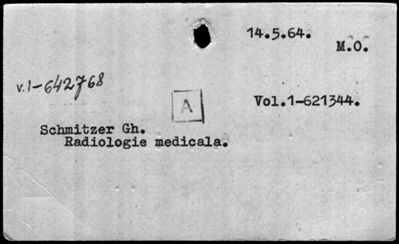 14.5.64.
M.O.
v.1-642768
A
Vol.1-621344.
Schmitzer Gh.
Radiologie medicala.